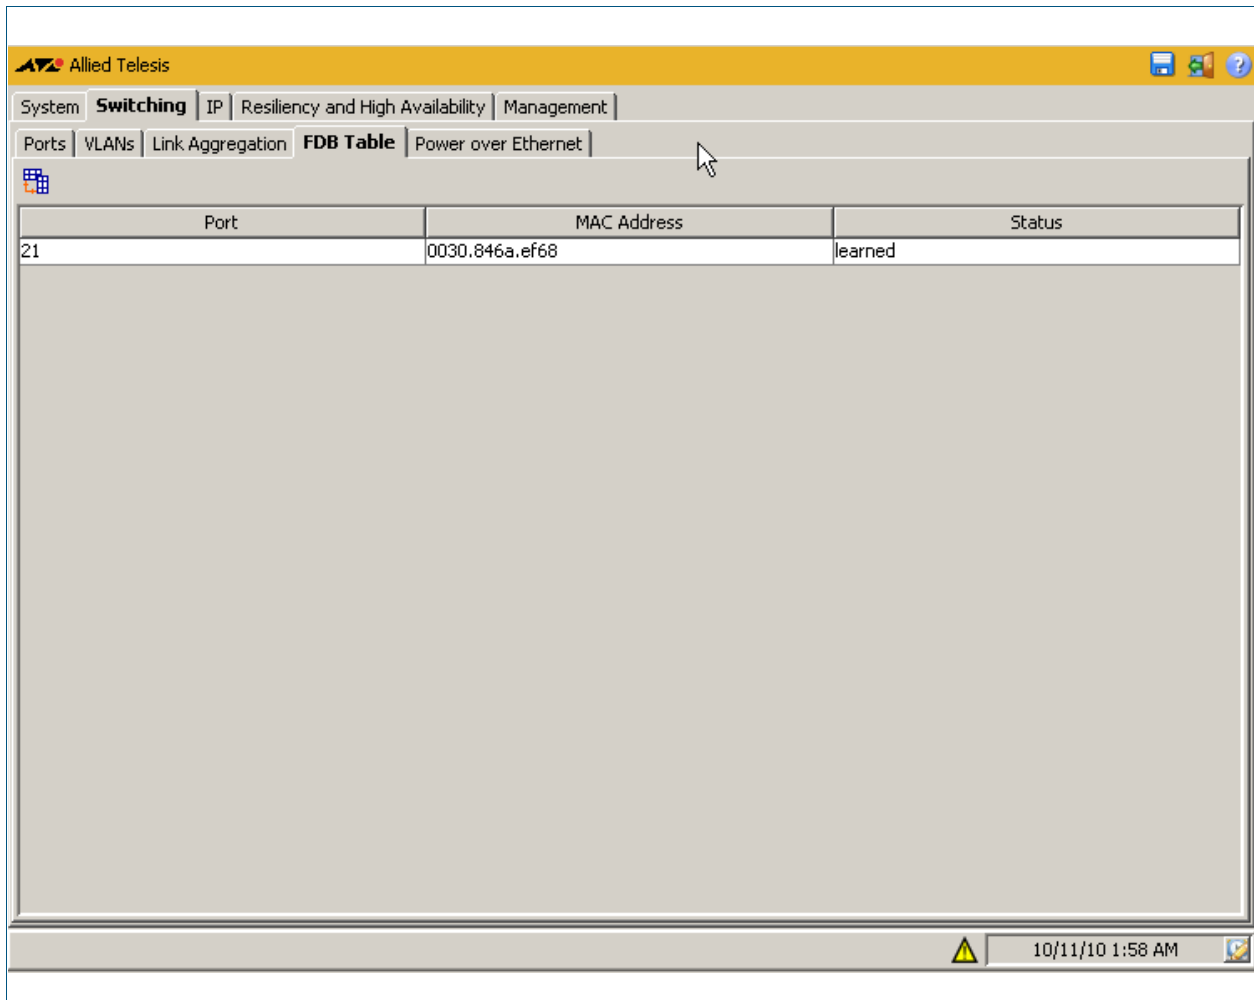 Allied Telesis
System Switching IP Resiliency and High Availability Management
Ports VLANs Link Aggregation FDB Table Power over Ethernet
Port MAC Address Status
21 0030.846a.ef68 learned
10/11/10 1:58 AM